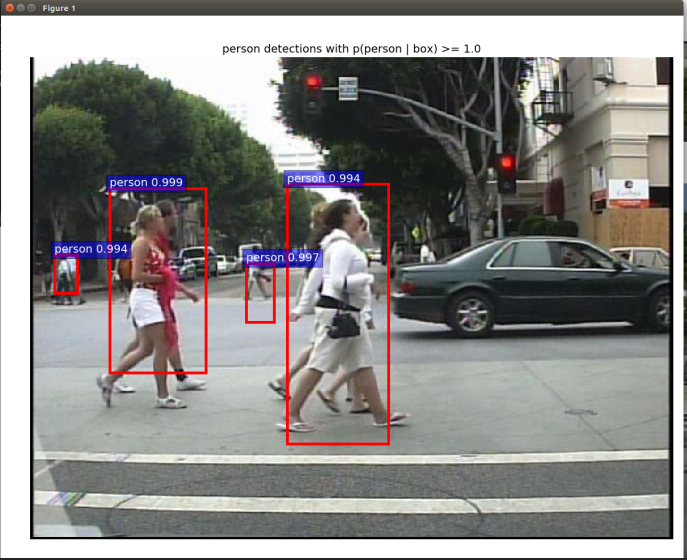 Figure 1
person detections with p(person | box) >= 1.0
person 0.999
person 0.994
person 0.994
person 0.997